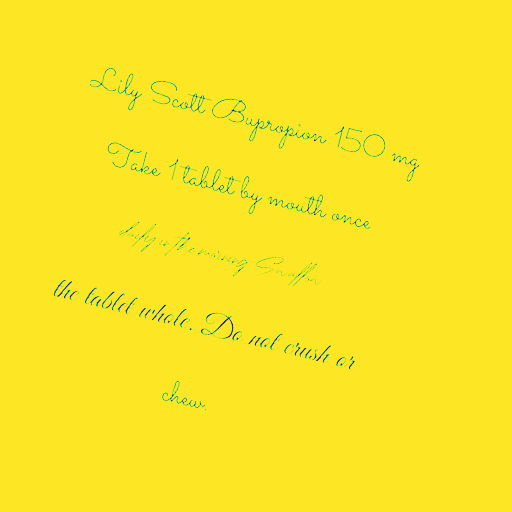 Lily Scott Bupropion 150 mg
Take 1 tablet by mouth once
the tablet whole. Do not crush or
chew.